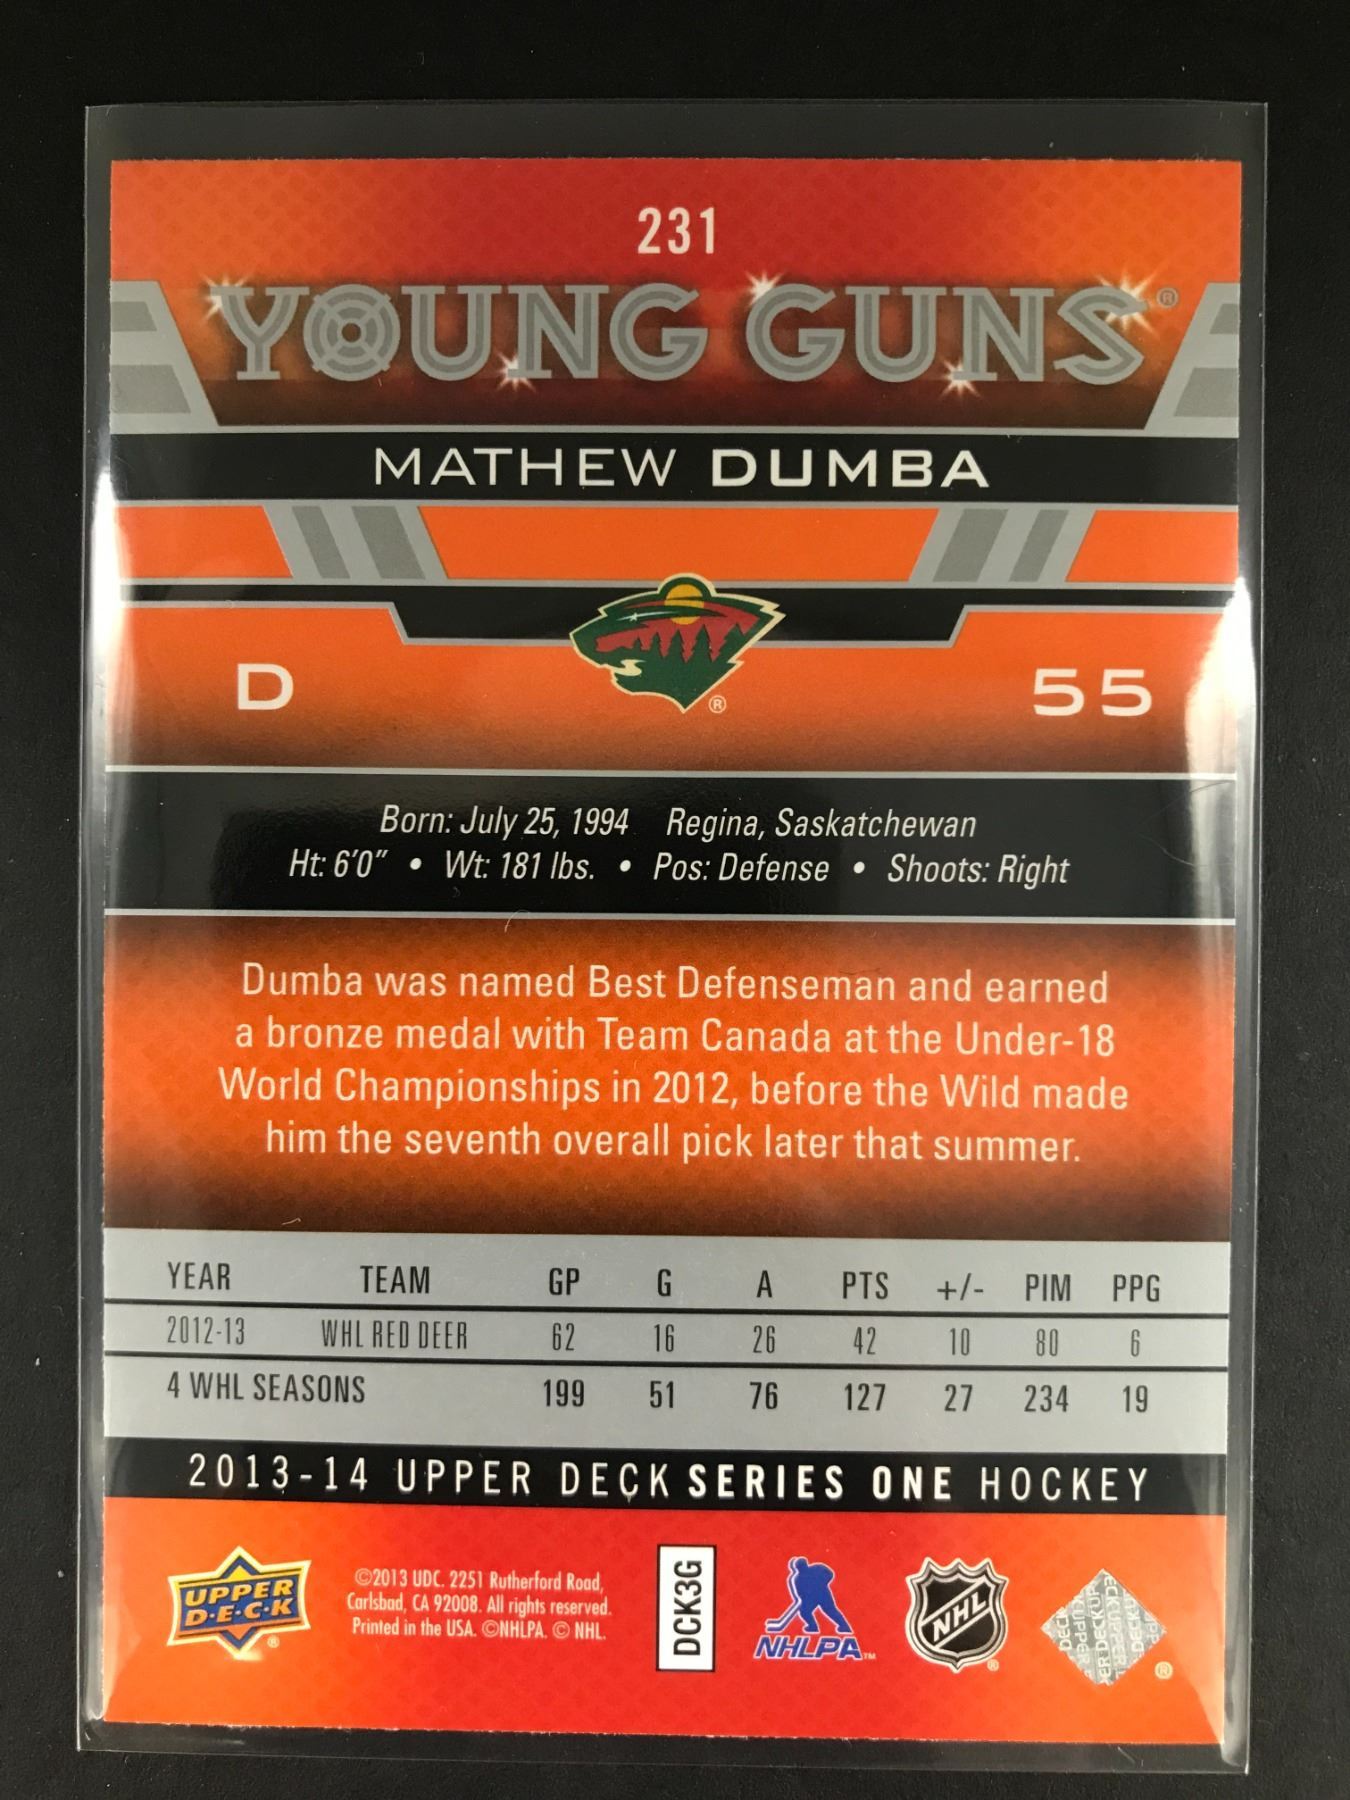 231
YOUNG GUNS®
MATHEW DUMBA
D
®
55
Born: July 25, 1994 Regina, Saskatchewan
Ht: 6'0" • Wt: 181 lbs. • Pos: Defense • Shoots: Right
Dumba was named Best Defenseman and earned
a bronze medal with Team Canada at the Under-18
World Championships in 2012, before the Wild made
him the seventh overall pick later that summer.
YEAR TEAM GP G A PTS +/- PIM PPG
2012-13 WHL RED DEER 62 16 26 42 10 80 6
4 WHL SEASONS 199 51 76 127 27 234 19
2013-14 UPPER DECK SERIES ONE HOCKEY
UPPER
D·E·C·K
®
©2013 UDC. 2251 Rutherford Road,
Carlsbad, CA 92008. All rights reserved.
Printed in the USA. ©NHLPA. © NHL.
DCK3G
NHLPA™
NHL
®
®